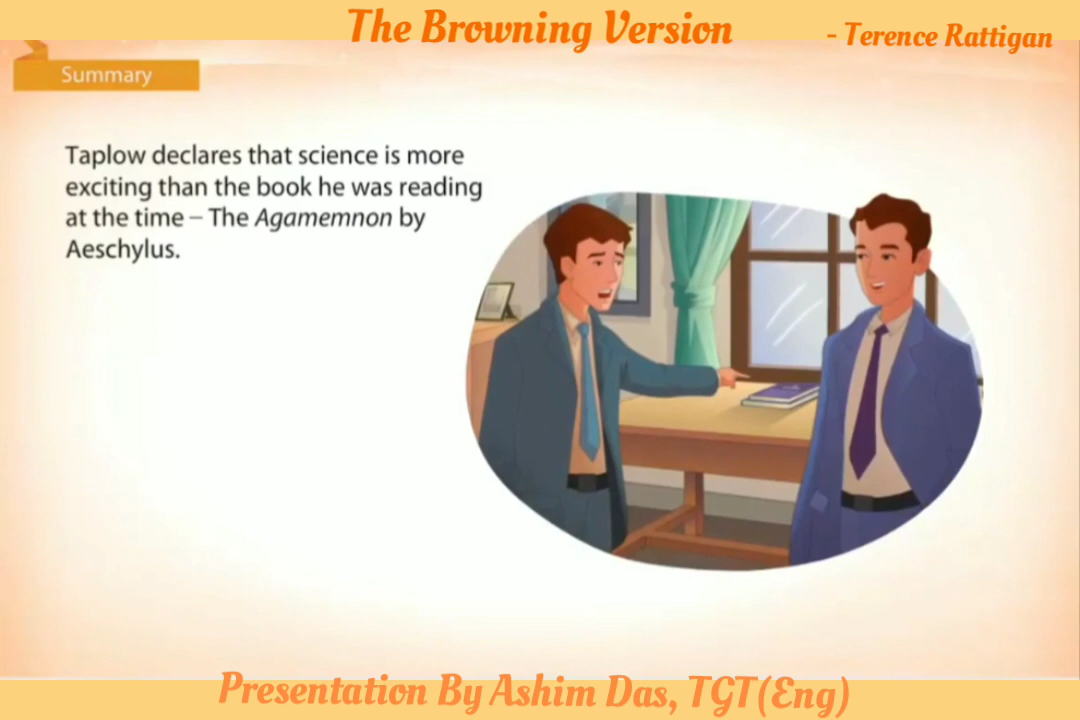 The Browning Version
- Terence Rattigan
Summary
Taplow declares that science is more
exciting than the book he was reading
at the time – The Agamemnon by
Aeschylus.
Presentation By Ashim Das, TGT(Eng)